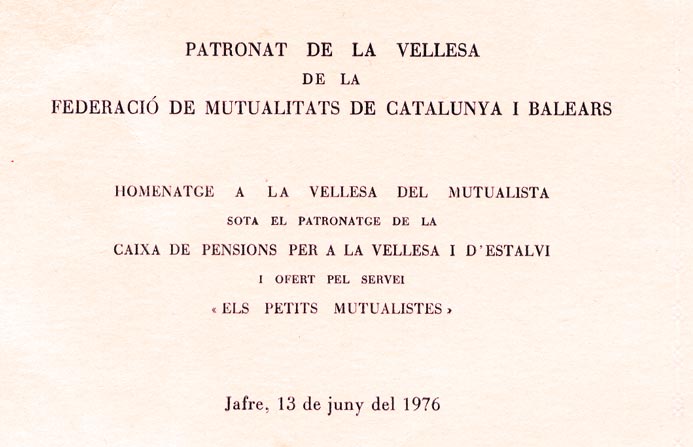 PATRONAT DE LA VELLESA
DE LA
FEDERACIÓ DE MUTUALITATS DE CATALUNYA I BALEARS
HOMENATGE A LA VELLESA DEL MUTUALISTA
SOTA EL PATRONATGE DE LA
CAIXA DE PENSIONS PER A LA VELLESA I D'ESTALVI
I OFERT PEL SERVEI
« ELS PETITS MUTUALISTES »
Jafre, 13 de juny del 1976